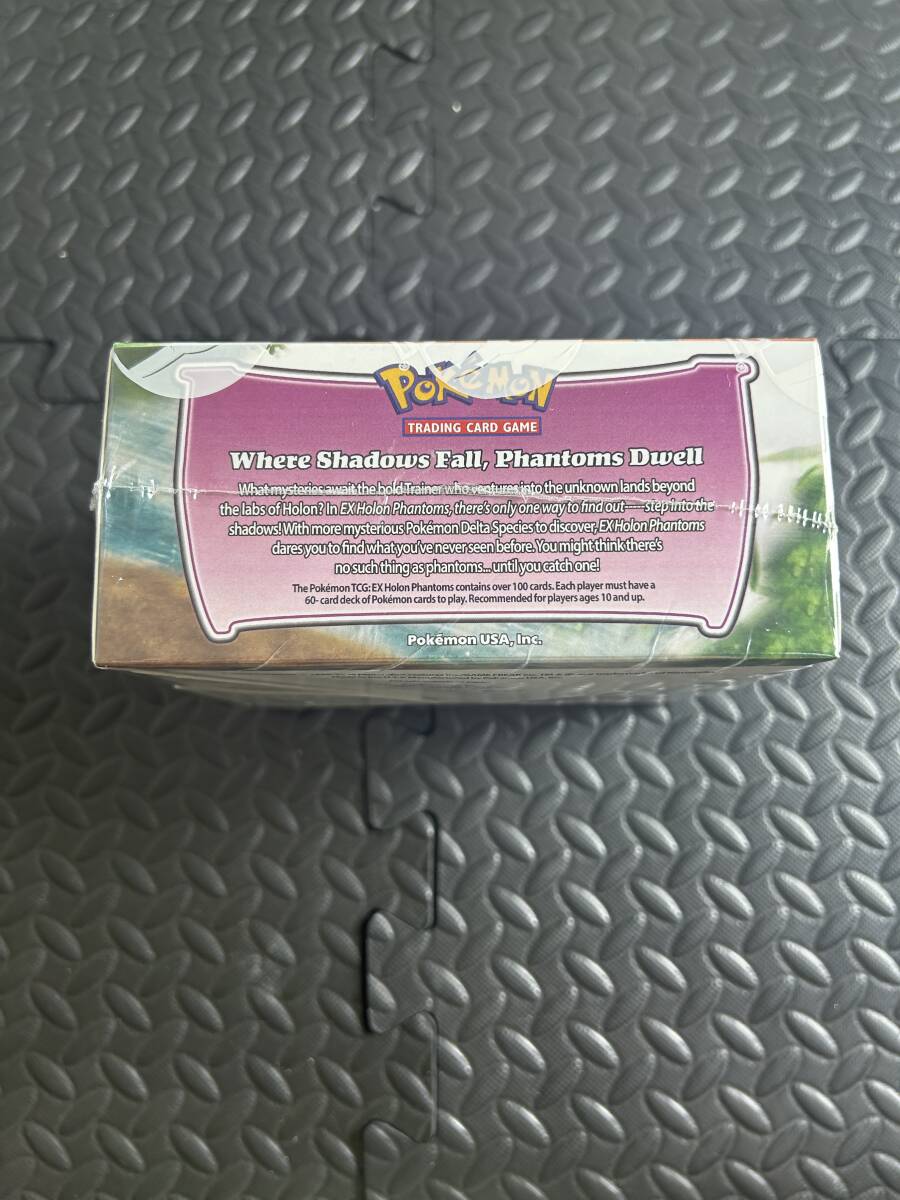 POKéMON
TRADING CARD GAME
Where Shadows Fall, Phantoms Dwell
What mysteries await the bold Trainer who ventures into the unknown lands beyond
the labs of Holon? In EX Holon Phantoms, there's only one way to find out——step into the
shadows! With more mysterious Pokémon Delta Species to discover, EX Holon Phantoms
dares you to find what you've never seen before. You might think there's
no such thing as phantoms... until you catch one!
The Pokémon TCG: EX Holon Phantoms contains over 100 cards. Each player must have a
60- card deck of Pokémon cards to play. Recommended for players ages 10 and up.
Pokémon USA, Inc.